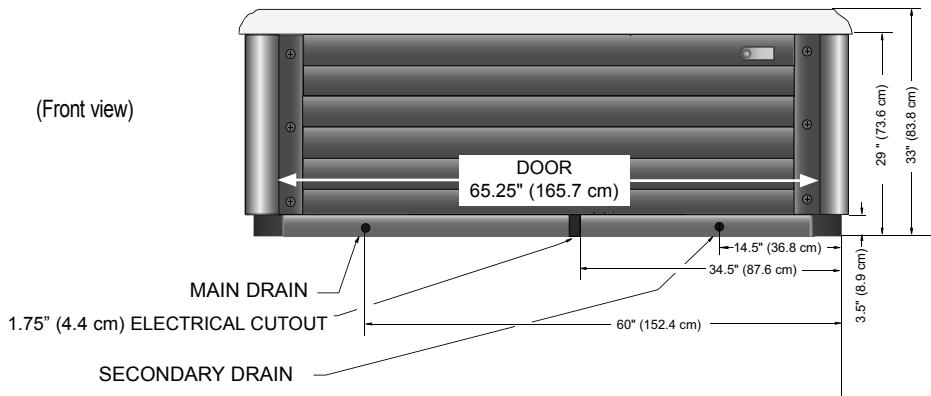 (Front view)
DOOR
65.25" (165.7 cm)
29 " (73.6 cm)
33" (83.8 cm)
14.5" (36.8 cm)
34.5" (87.6 cm)
3.5" (8.9 cm)
MAIN DRAIN
1.75” (4.4 cm) ELECTRICAL CUTOUT
60" (152.4 cm)
SECONDARY DRAIN